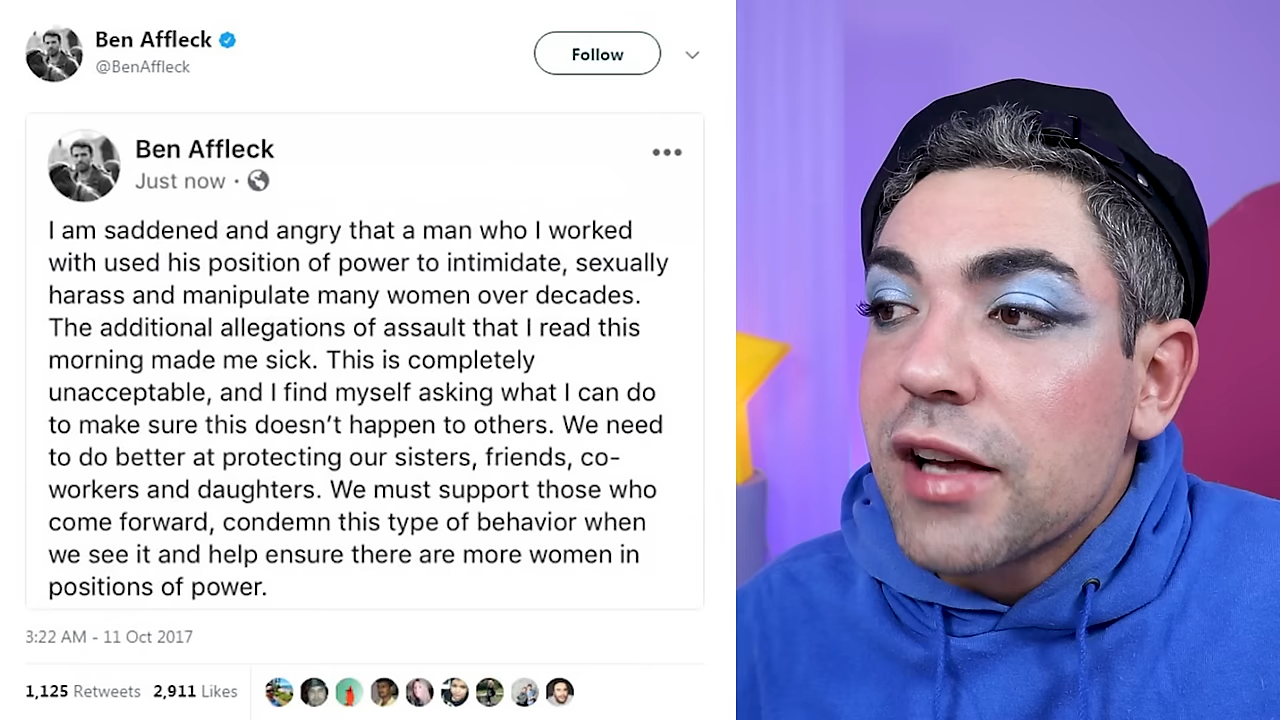 Ben Affleck
@BenAffleck
Follow
Ben Affleck
Just now ·
I am saddened and angry that a man who I worked
with used his position of power to intimidate, sexually
harass and manipulate many women over decades.
The additional allegations of assault that I read this
morning made me sick. This is completely
unacceptable, and I find myself asking what I can do
to make sure this doesn’t happen to others. We need
to do better at protecting our sisters, friends, co-
workers and daughters. We must support those who
come forward, condemn this type of behavior when
we see it and help ensure there are more women in
positions of power.
3:22 AM - 11 Oct 2017
1,125 Retweets 2,911 Likes